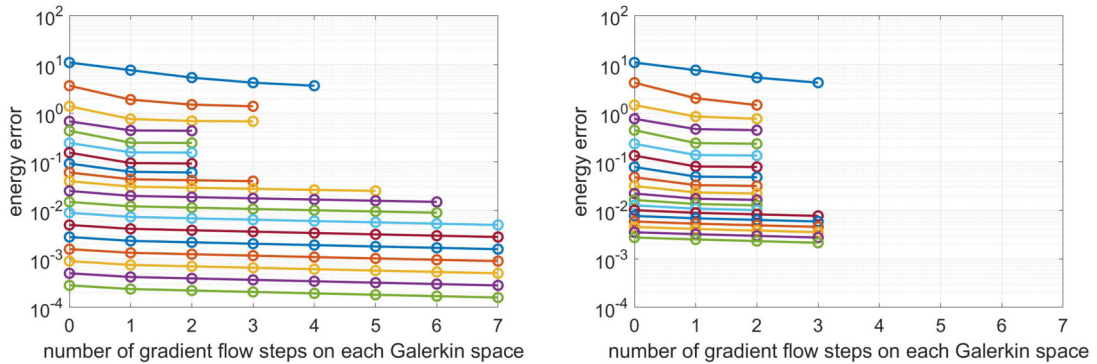 10^2
10^1
10^0
10^-1
10^-2
10^-3
10^-4
energy error
0 1 2 3 4 5 6 7
number of gradient flow steps on each Galerkin space
10^2
10^1
10^0
10^-1
10^-2
10^-3
10^-4
energy error
0 1 2 3 4 5 6 7
number of gradient flow steps on each Galerkin space